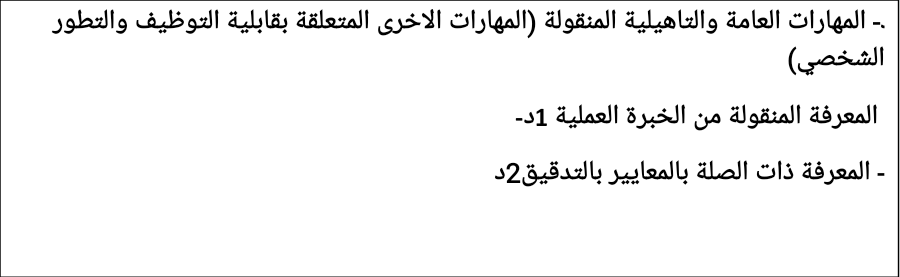 .- المهارات العامة والتاهيلية المنقولة (المهارات الاخرى المتعلقة بقابلية التوظيف والتطور
الشخصي)
المعرفة المنقولة من الخبرة العملية 1د-
- المعرفة ذات الصلة بالمعايير بالتدقيق2د